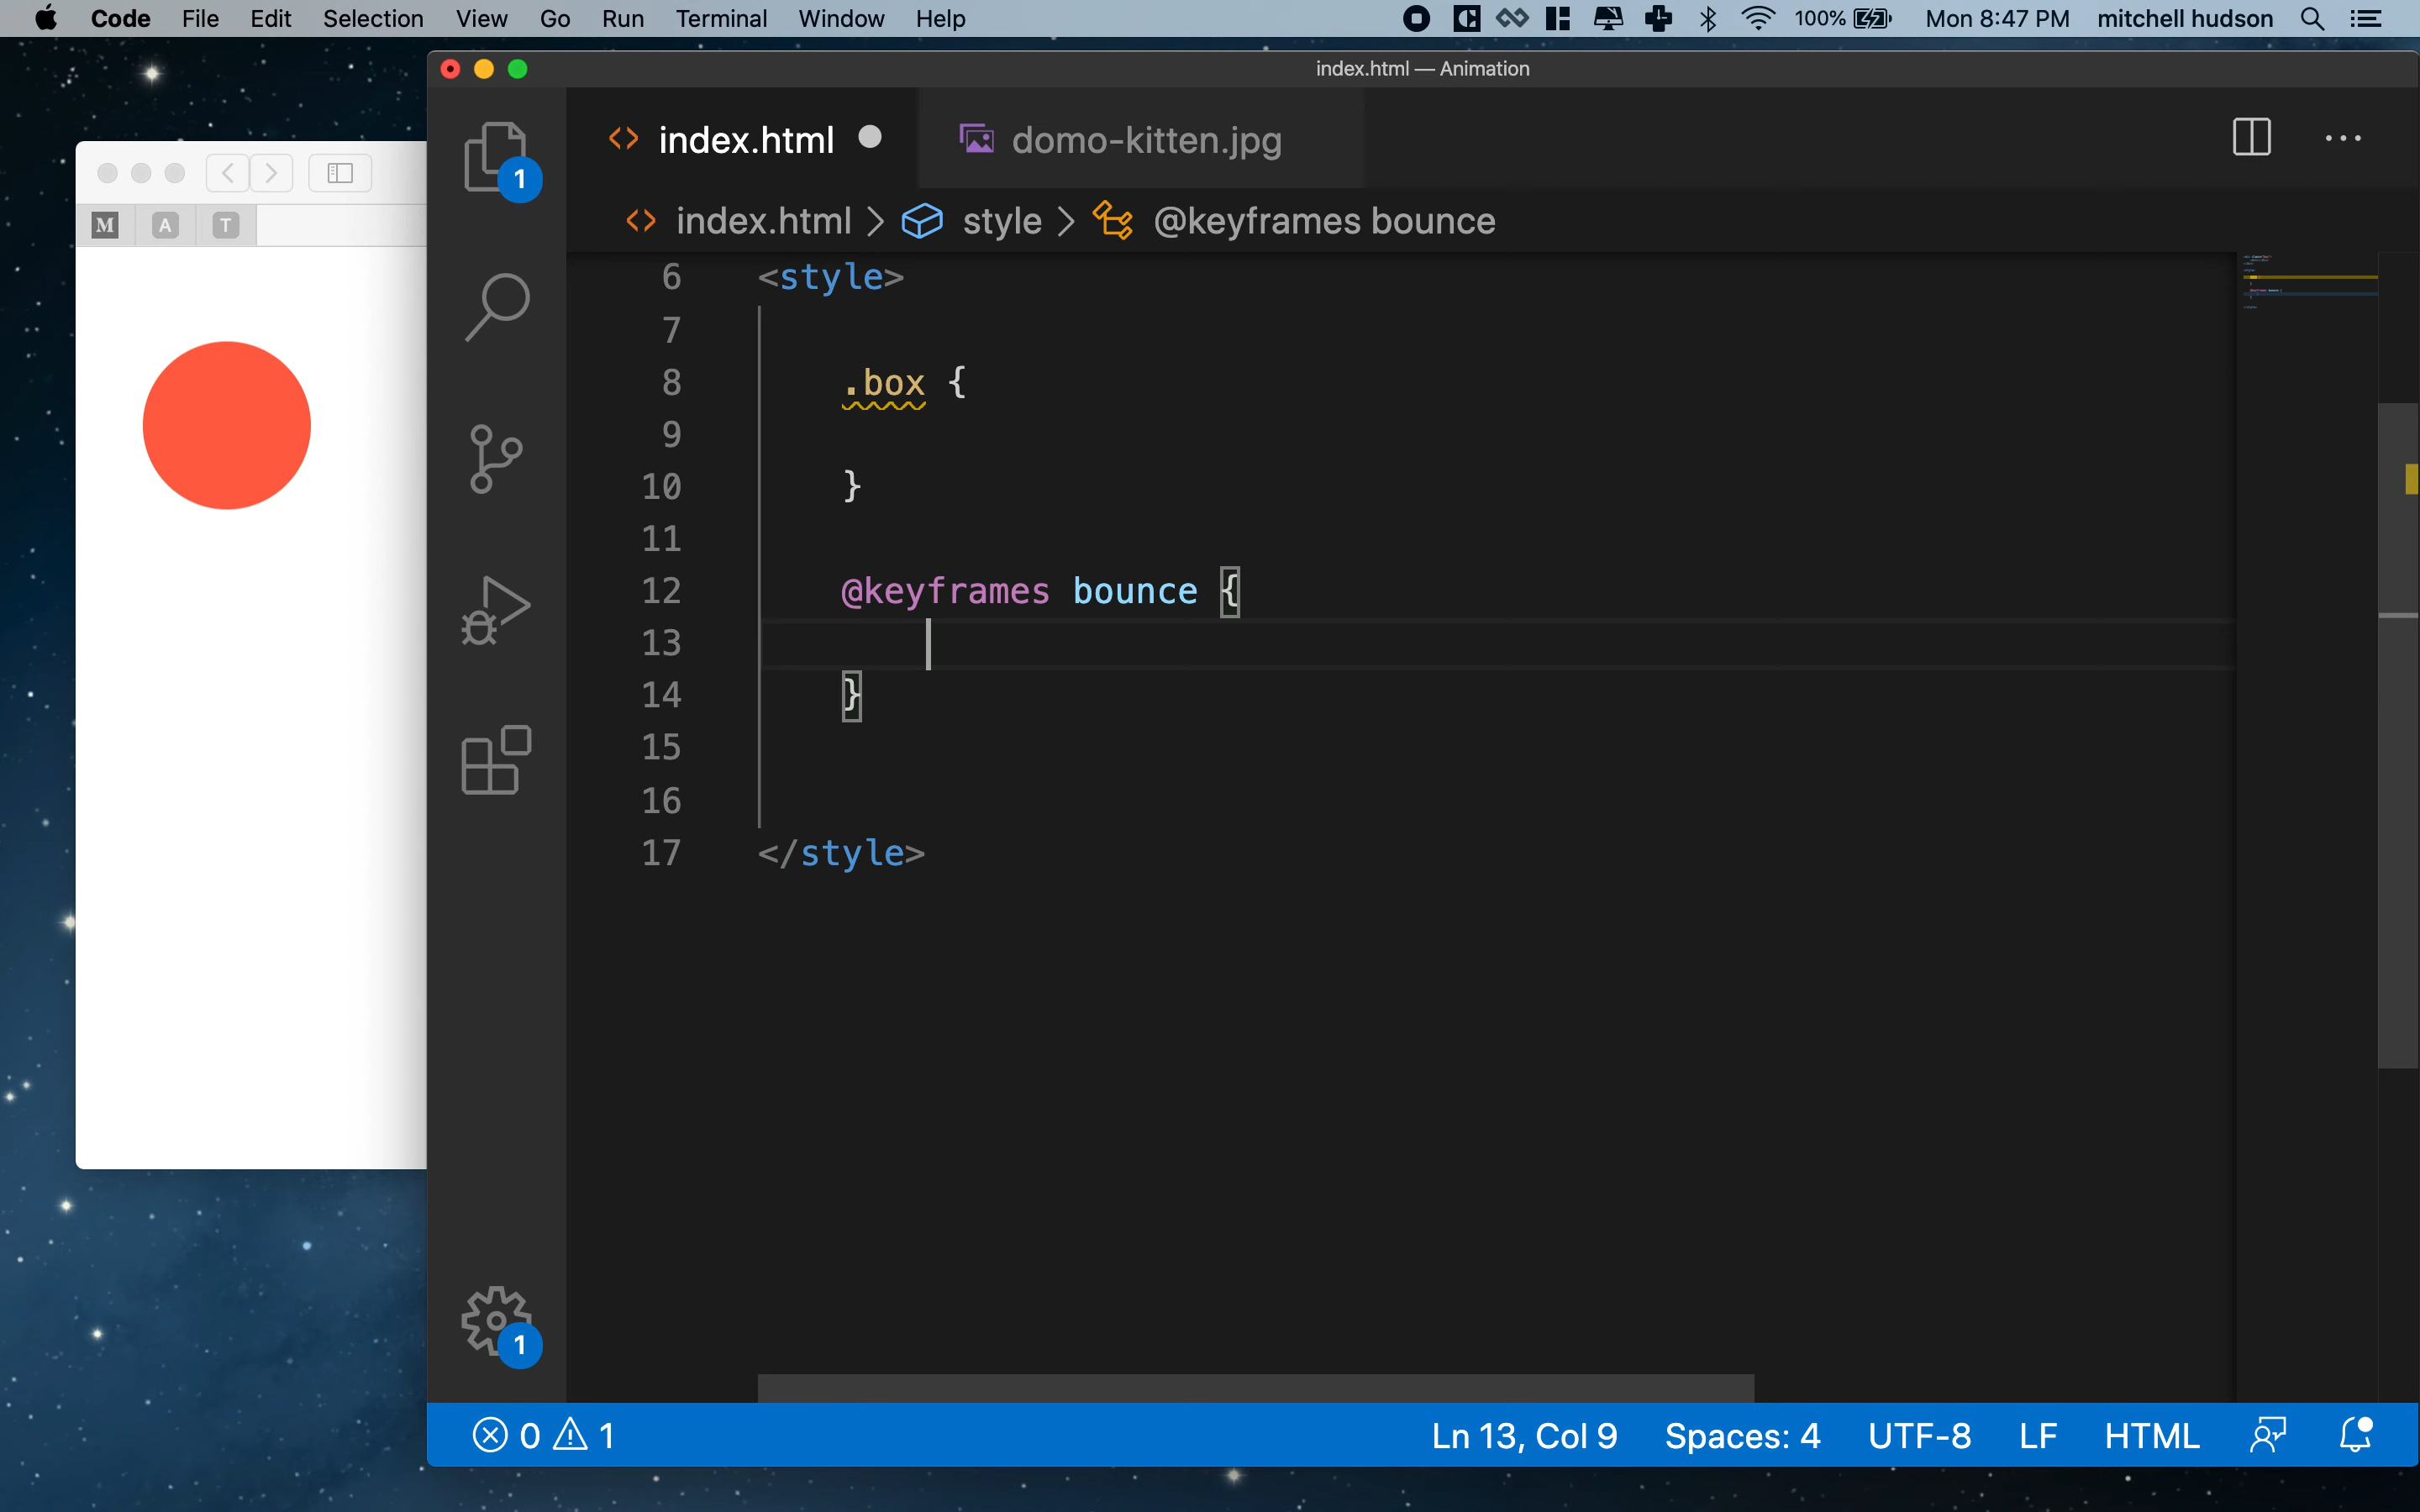 Code File Edit Selection View Go Run Terminal Window Help 100% Mon 8:47 PM mitchell hudson
index.html — Animation
index.html domo-kitten.jpg
index.html > style > @keyframes bounce
M A T
1
6 <style>
7
8 .box {
9
10 }
11
12 @keyframes bounce {
13
14 }
15
16
17 </style>
1
0 1 Ln 13, Col 9 Spaces: 4 UTF-8 LF HTML